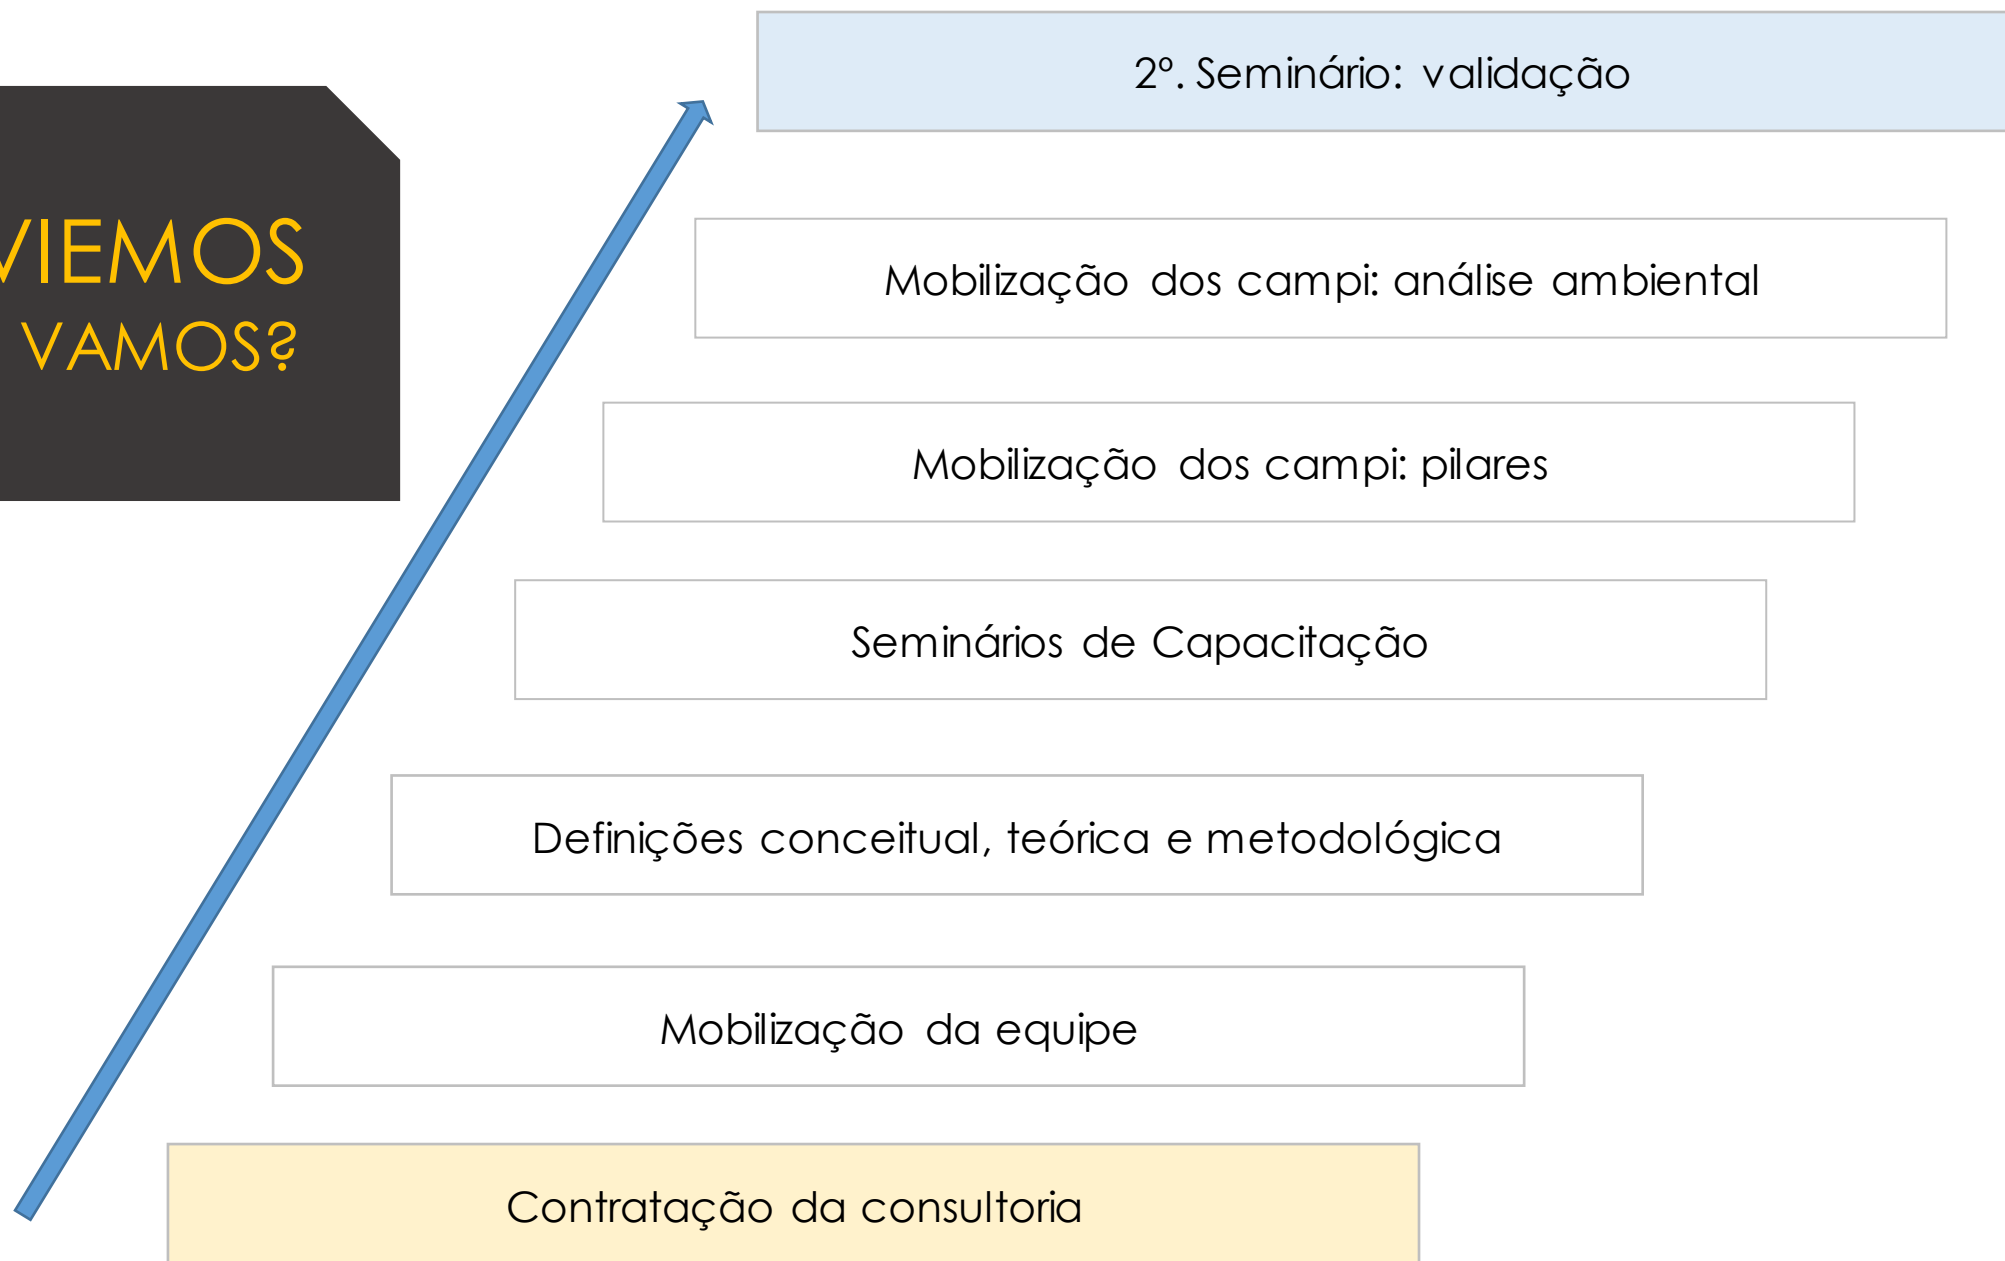 VIEMOS
VAMOS?
2º. Seminário: validação
Mobilização dos campi: análise ambiental
Mobilização dos campi: pilares
Seminários de Capacitação
Definições conceitual, teórica e metodológica
Mobilização da equipe
Contratação da consultoria